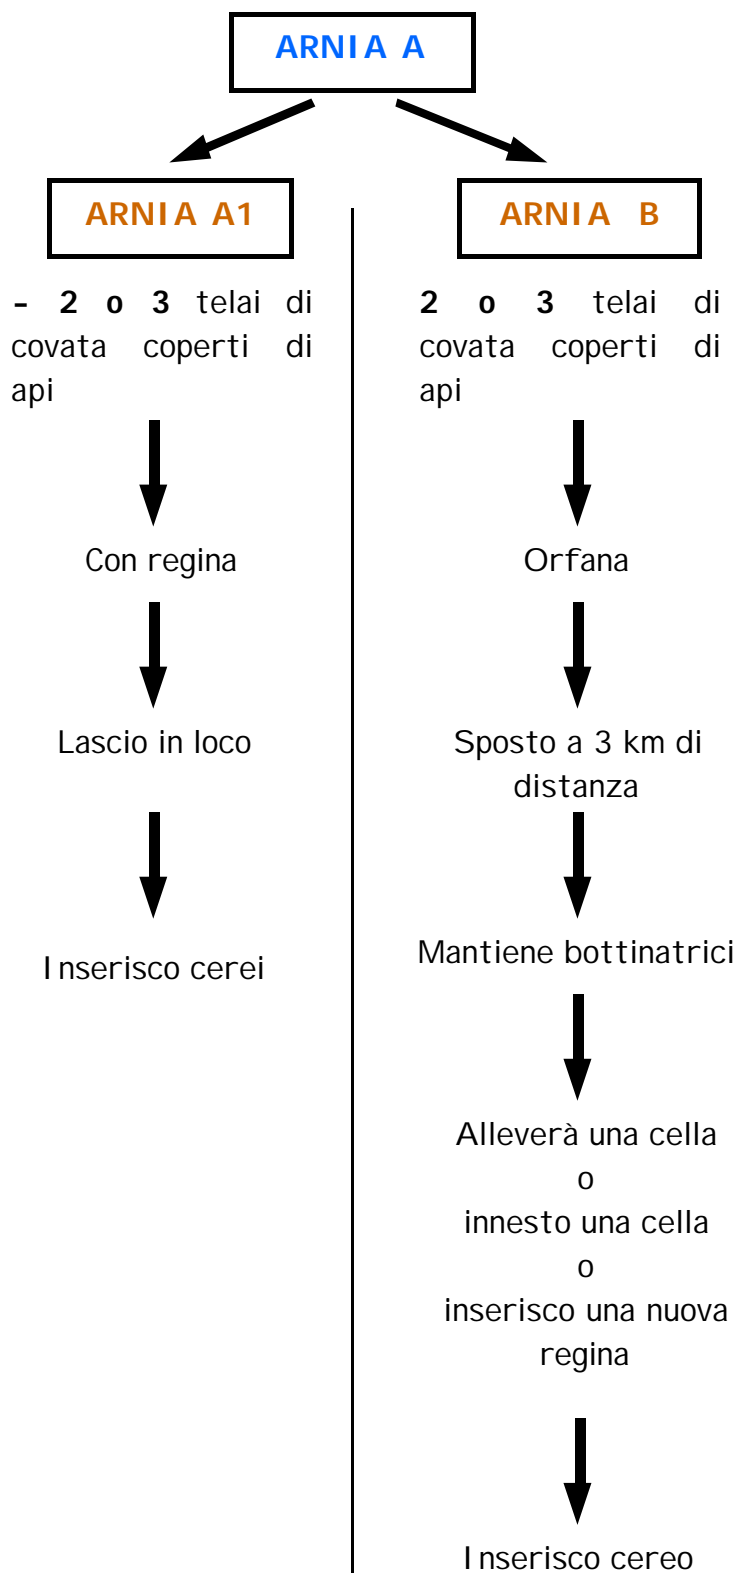 ARNIA A
ARNIA A1
- 2 o 3 telai di
covata coperti di
api
Con regina
Lascio in loco
Inserisco cerei
ARNIA B
2 o 3 telai di
covata coperti di
api
Orfana
Sposto a 3 km di
distanza
Mantiene bottinatrici
Alleverà una cella
o
innesto una cella
o
inserisco una nuova
regina
Inserisco cereo